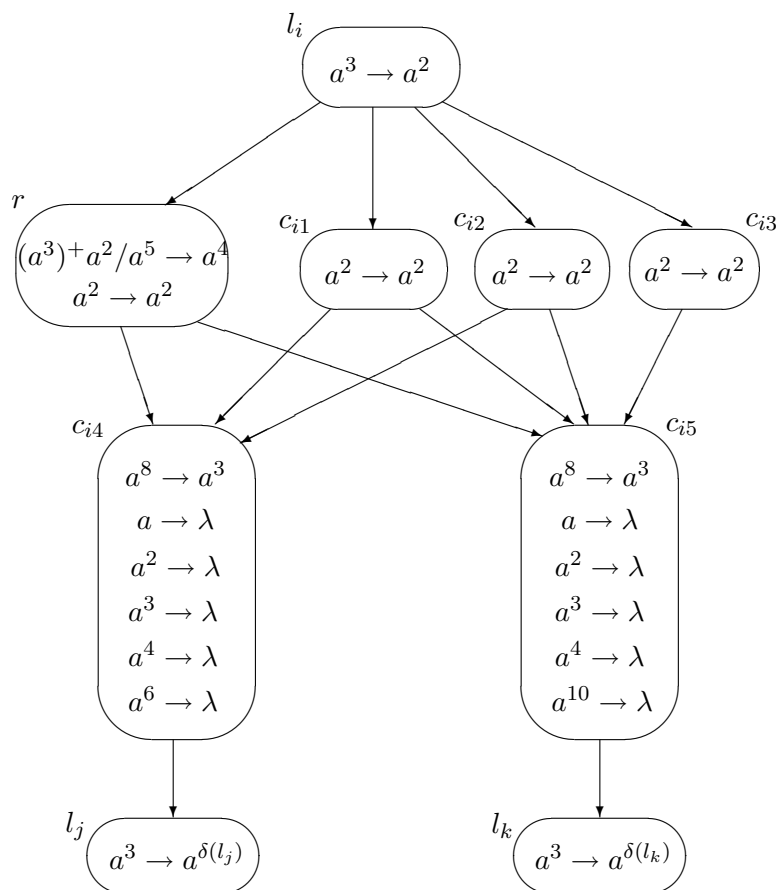 l_i
a^3 → a^2
r
(a^3)^+a^2/a^5 → a^4
a^2 → a^2
c_{i1}
a^2 → a^2
c_{i2}
a^2 → a^2
c_{i3}
a^2 → a^2
c_{i4}
a^8 → a^3
a → λ
a^2 → λ
a^3 → λ
a^4 → λ
a^6 → λ
c_{i5}
a^8 → a^3
a → λ
a^2 → λ
a^3 → λ
a^4 → λ
a^{10} → λ
l_j
a^3 → a^{δ(l_j)}
l_k
a^3 → a^{δ(l_k)}